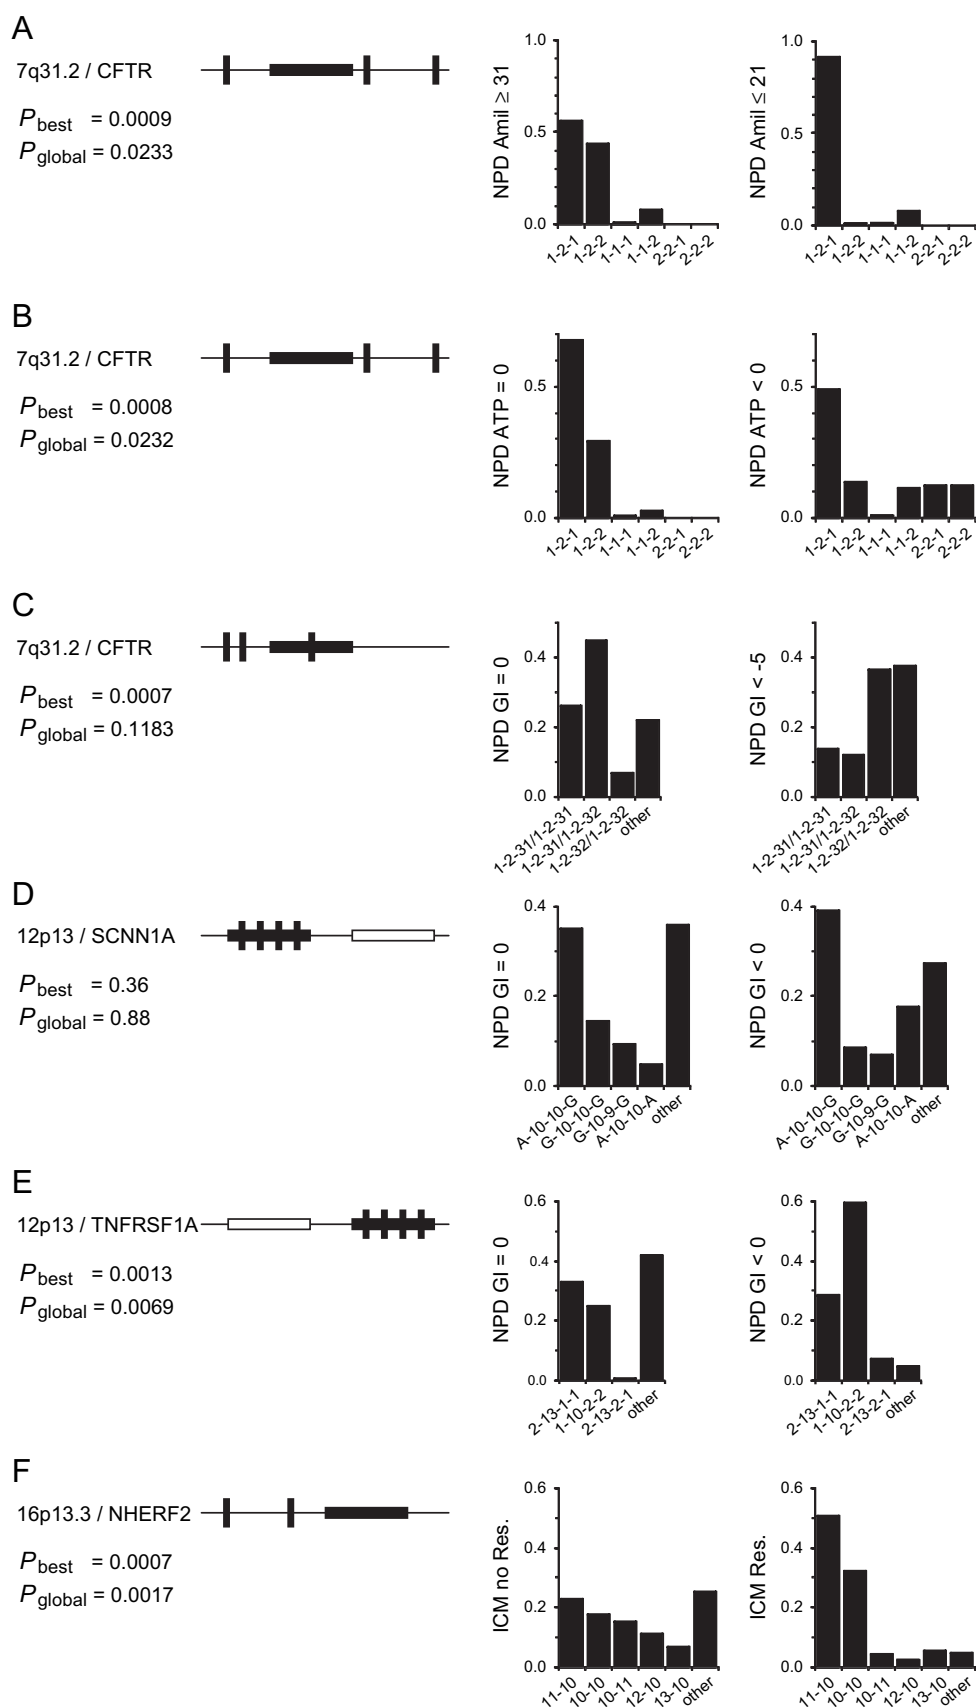 A
7q31.2 / CFTR
Pbest = 0.0009
Pglobal = 0.0233
NPD Amil ≥ 31
1.0
0.5
0.0
1-2-1
1-2-2
1-1-1
1-1-2
2-2-1
2-2-2
NPD Amil ≤ 21
1.0
0.5
0.0
1-2-1
1-2-2
1-1-1
1-1-2
2-2-1
2-2-2
B
7q31.2 / CFTR
Pbest = 0.0008
Pglobal = 0.0232
NPD ATP = 0
0.5
0.0
1-2-1
1-2-2
1-1-1
1-1-2
2-2-1
2-2-2
NPD ATP < 0
0.5
0.0
1-2-1
1-2-2
1-1-1
1-1-2
2-2-1
2-2-2
C
7q31.2 / CFTR
Pbest = 0.0007
Pglobal = 0.1183
NPD GI = 0
0.4
0.2
0.0
1-2-31/1-2-31
1-2-31/1-2-32
1-2-32/1-2-32
other
NPD GI < -5
0.4
0.2
0.0
1-2-31/1-2-31
1-2-31/1-2-32
1-2-32/1-2-32
other
D
12p13 / SCNN1A
Pbest = 0.36
Pglobal = 0.88
NPD GI = 0
0.4
0.2
0.0
A-10-10-G
G-10-10-G
G-10-9-G
A-10-10-A
other
NPD GI < 0
0.4
0.2
0.0
A-10-10-G
G-10-10-G
G-10-9-G
A-10-10-A
other
E
12p13 / TNFRSF1A
Pbest = 0.0013
Pglobal = 0.0069
NPD GI = 0
0.6
0.4
0.2
0.0
2-13-1-1
1-10-2-2
2-13-2-1
other
NPD GI < 0
0.6
0.4
0.2
0.0
2-13-1-1
1-10-2-2
2-13-2-1
other
F
16p13.3 / NHERF2
Pbest = 0.0007
Pglobal = 0.0017
ICM no Res.
0.6
0.4
0.2
0.0
11-10
10-10
10-11
12-10
13-10
other
ICM Res.
0.6
0.4
0.2
0.0
11-10
10-10
10-11
12-10
13-10
other